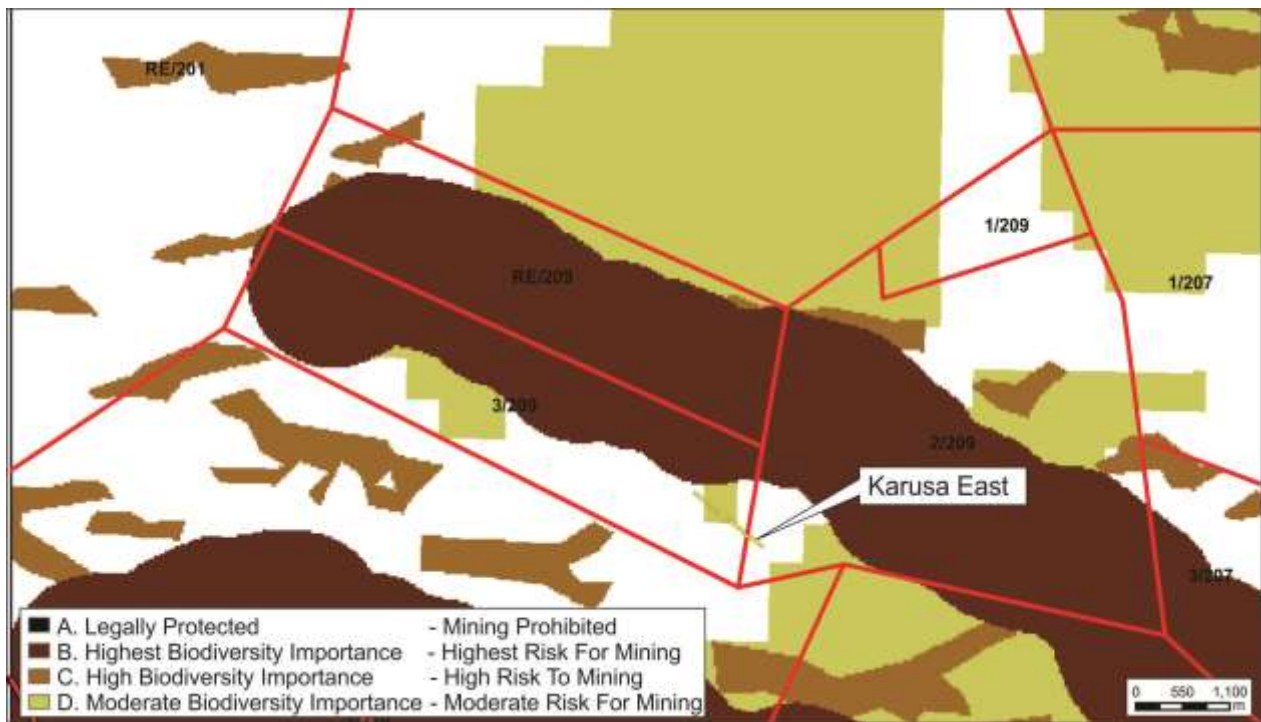 RE/201
1/209
1/207
RE/209
3/209
2/209
Karusa East
3/207
A. Legally Protected - Mining Prohibited
B. Highest Biodiversity Importance - Highest Risk For Mining
C. High Biodiversity Importance - High Risk To Mining
D. Moderate Biodiversity Importance - Moderate Risk For Mining
0 550 1,100
m